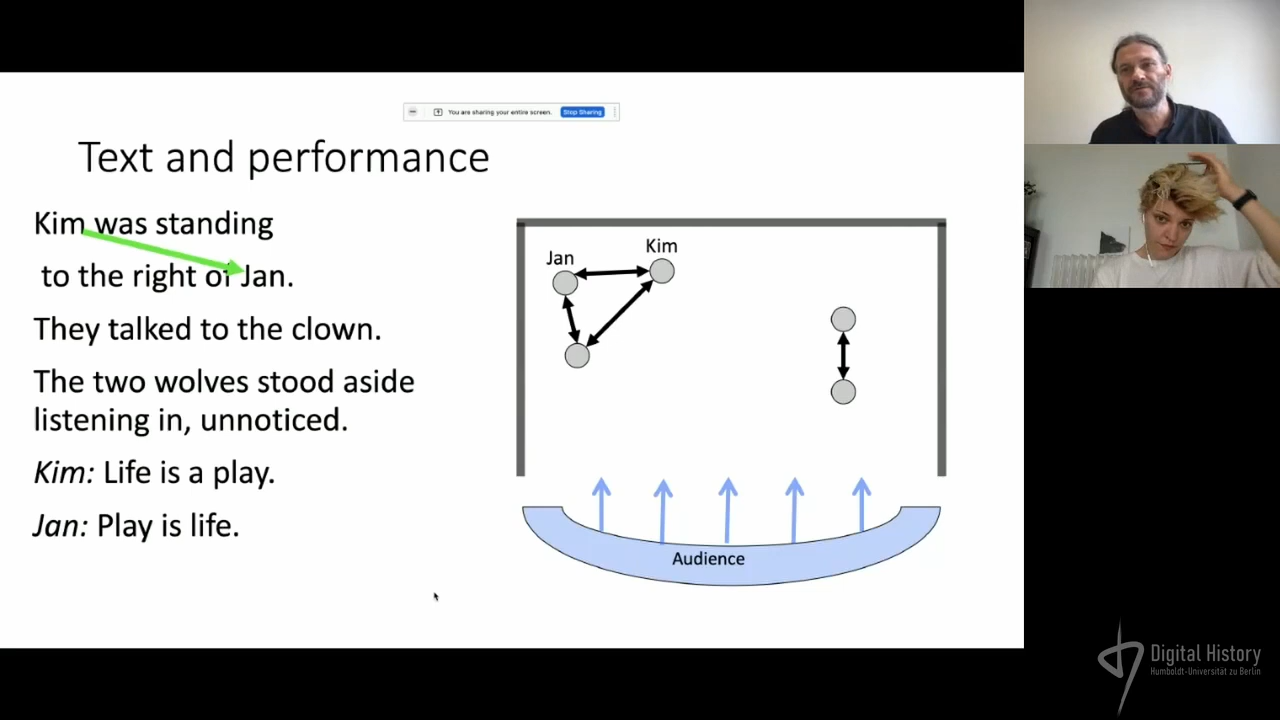 You are sharing your entire screen. Stop Sharing
Text and performance
Kim was standing
to the right of Jan.
They talked to the clown.
The two wolves stood aside
listening in, unnoticed.
Kim: Life is a play.
Jan: Play is life.
Jan
Kim
Audience
Digital History
Humboldt-Universität zu Berlin